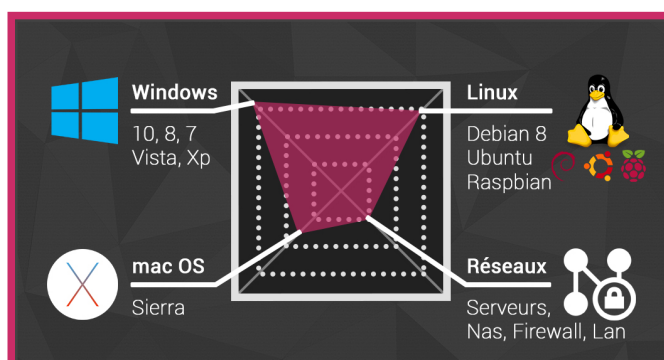 Windows
10, 8, 7
Vista, Xp
Linux
Debian 8
Ubuntu
Raspbian
mac OS
Sierra
Réseaux
Serveurs,
Nas, Firewall, Lan